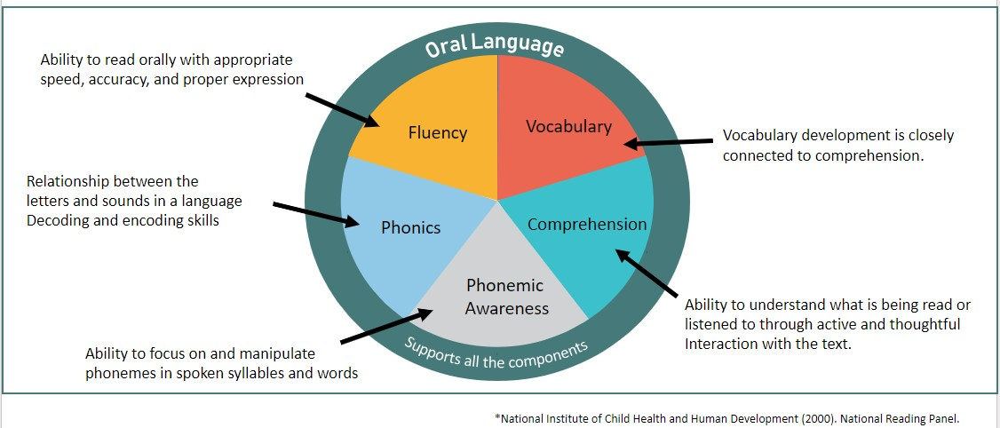 Oral Language
Ability to read orally with appropriate
speed, accuracy, and proper expression
Fluency
Vocabulary
Vocabulary development is closely
connected to comprehension.
Relationship between the
letters and sounds in a language
Decoding and encoding skills
Phonics
Comprehension
Phonemic
Awareness
Ability to understand what is being read or
listened to through active and thoughtful
Interaction with the text.
Ability to focus on and manipulate
phonemes in spoken syllables and words
Supports all the components
*National Institute of Child Health and Human Development (2000). National Reading Panel.